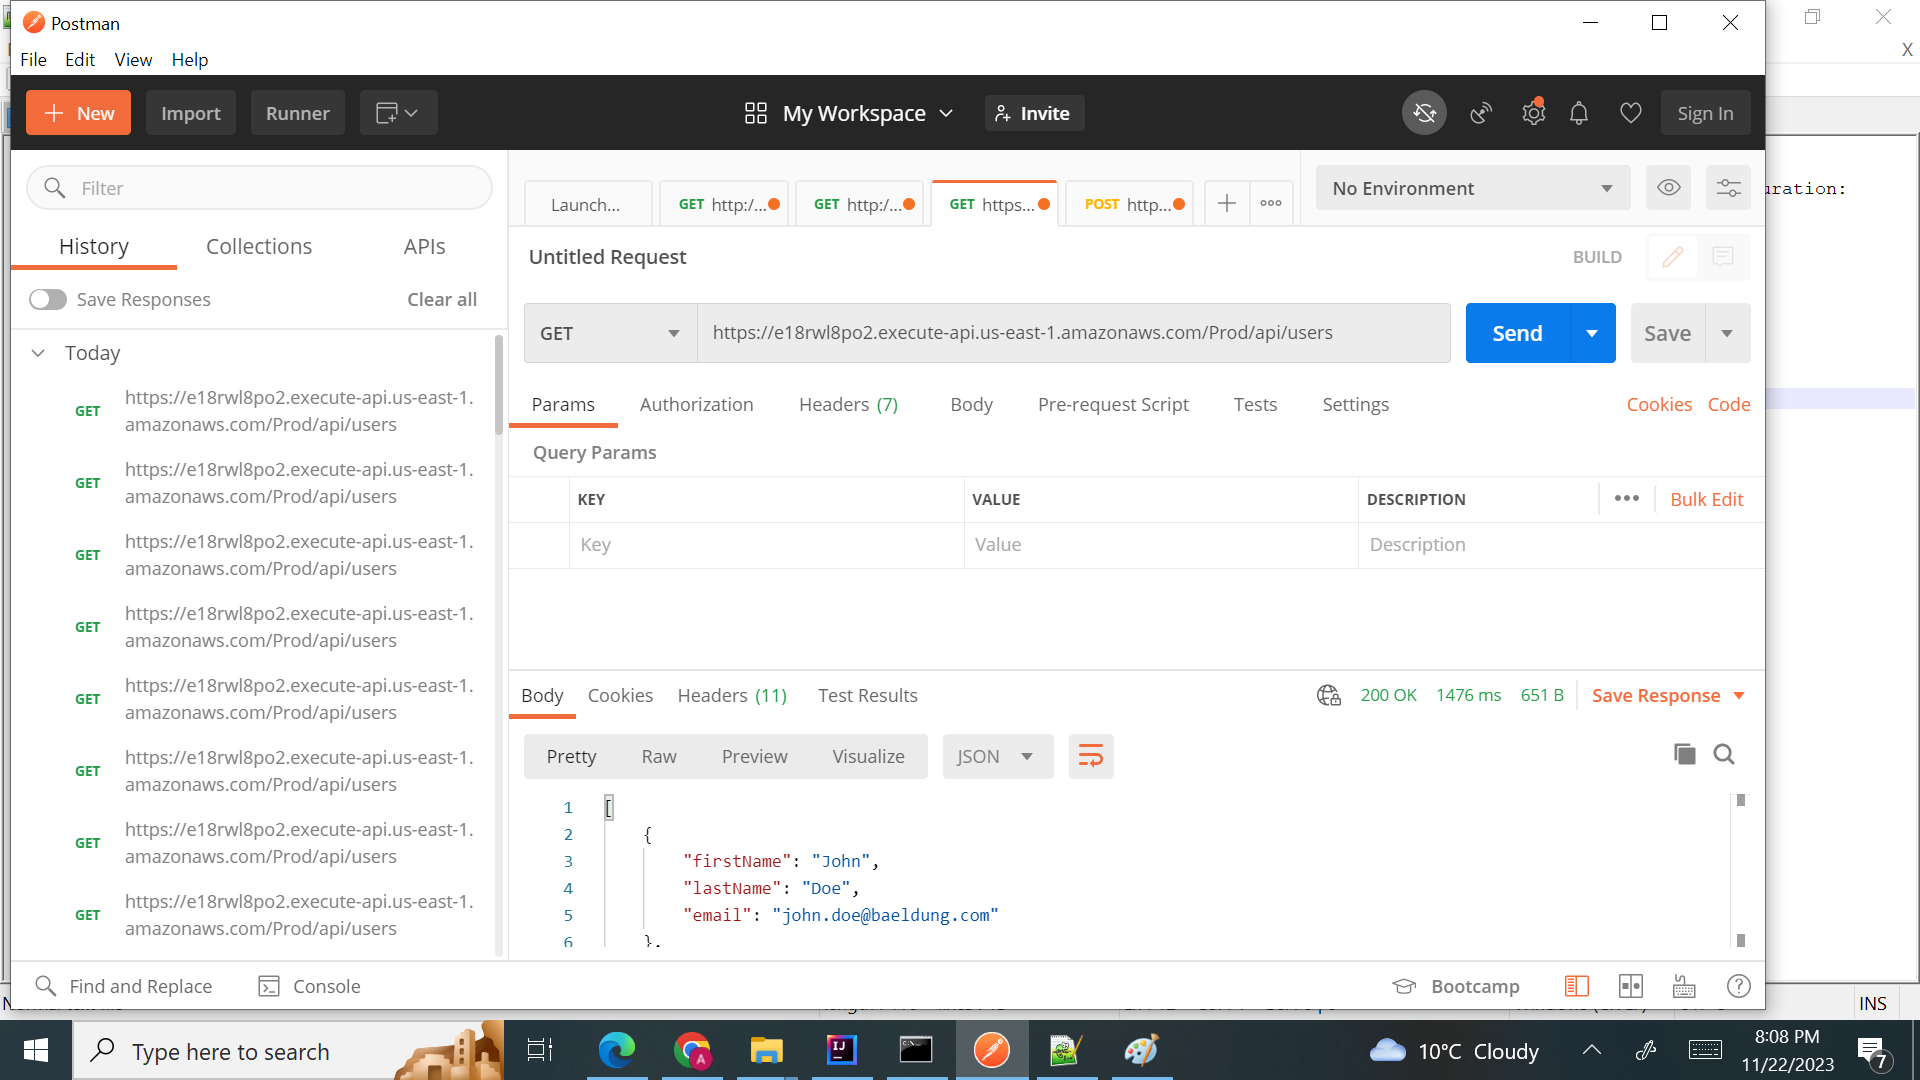 Postman
File Edit View Help
X
New Import Runner My Workspace Invite Sign In
Filter
Launch... GET http:/... GET http:/... GET https... POST http... No Environment
uration:
History Collections APIs
Untitled Request BUILD
Save Responses Clear all
GET https://e18rwl8po2.execute-api.us-east-1.amazonaws.com/Prod/api/users Send Save
Today
Params Authorization Headers (7) Body Pre-request Script Tests Settings Cookies Code
GET https://e18rwl8po2.execute-api.us-east-1.
amazonaws.com/Prod/api/users
GET https://e18rwl8po2.execute-api.us-east-1.
amazonaws.com/Prod/api/users
GET https://e18rwl8po2.execute-api.us-east-1.
amazonaws.com/Prod/api/users
GET https://e18rwl8po2.execute-api.us-east-1.
amazonaws.com/Prod/api/users
GET https://e18rwl8po2.execute-api.us-east-1.
amazonaws.com/Prod/api/users
GET https://e18rwl8po2.execute-api.us-east-1.
amazonaws.com/Prod/api/users
GET https://e18rwl8po2.execute-api.us-east-1.
amazonaws.com/Prod/api/users
GET https://e18rwl8po2.execute-api.us-east-1.
amazonaws.com/Prod/api/users
Query Params
KEY VALUE DESCRIPTION ••• Bulk Edit
Key Value Description
Body Cookies Headers (11) Test Results 200 OK 1476 ms 651 B Save Response
Pretty Raw Preview Visualize JSON
1 [
2 {
3 "firstName": "John",
4 "lastName": "Doe",
5 "email": "john.doe@baeldung.com"
6 },
Find and Replace Console Bootcamp
INS
Type here to search 10°C Cloudy 8:08 PM
11/22/2023 7